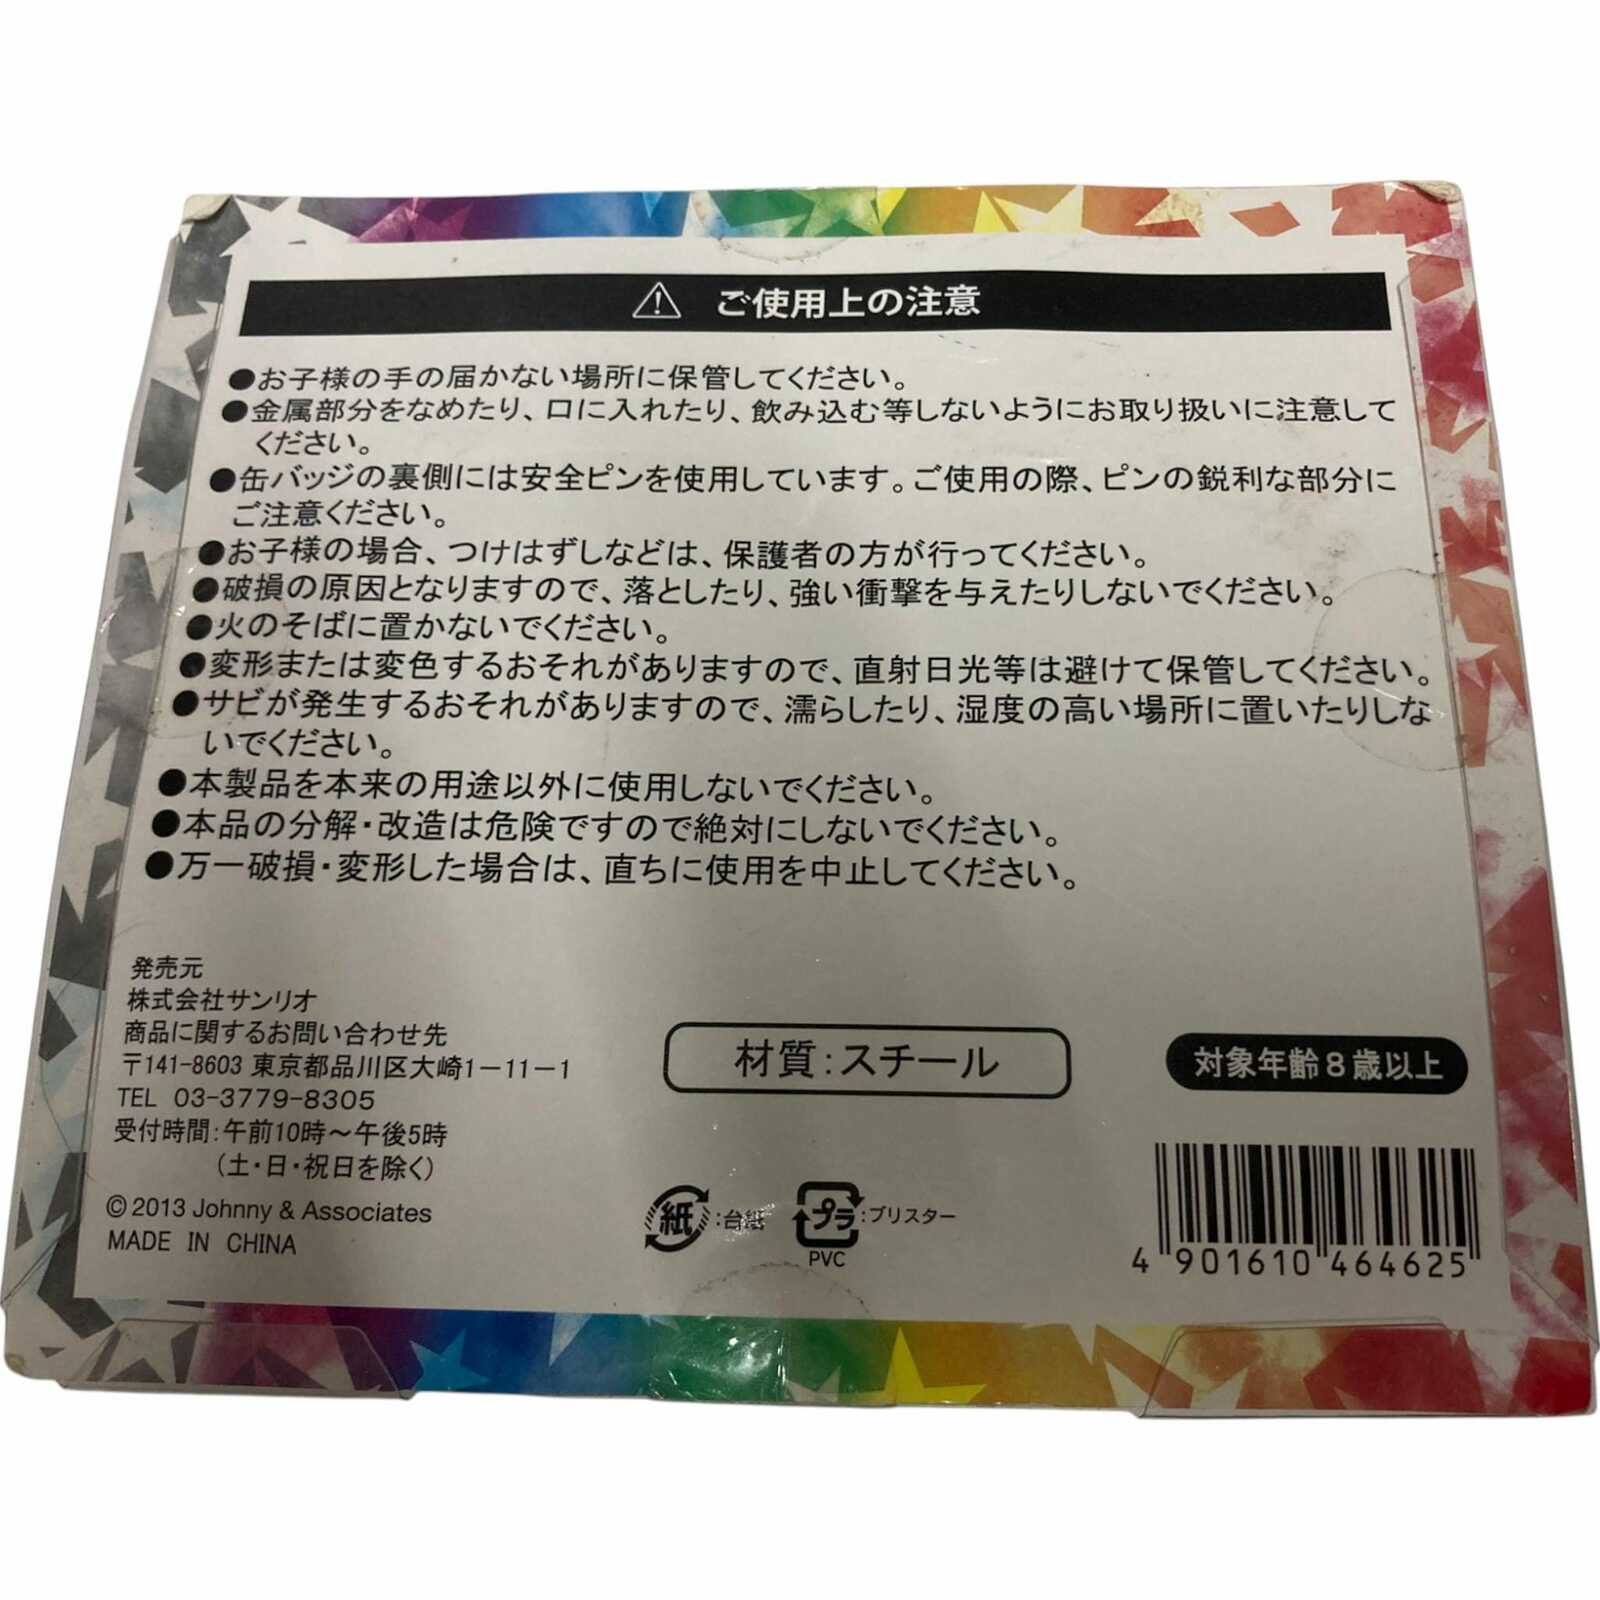 ⚠ ご使用上の注意
●お子様の手の届かない場所に保管してください。
●金属部分をなめたり、口に入れたり、飲み込む等しないようにお取り扱いに注意して
ください。
●缶バッジの裏側には安全ピンを使用しています。ご使用の際、ピンの鋭利な部分に
ご注意ください。
●お子様の場合、つけはずしなどは、保護者の方が行ってください。
●破損の原因となりますので、落としたり、強い衝撃を与えたりしないでください。
●火のそばに置かないでください。
●変形または変色するおそれがありますので、直射日光等は避けて保管してください。
●サビが発生するおそれがありますので、濡らしたり、湿度の高い場所に置いたりしな
いでください。
●本製品を本来の用途以外に使用しないでください。
●本品の分解・改造は危険ですので絶対にしないでください。
●万一破損・変形した場合は、直ちに使用を中止してください。
発売元
株式会社サンリオ
商品に関するお問い合わせ先
〒141-8603 東京都品川区大崎1-11-1
TEL 03-3779-8305
受付時間:午前10時～午後5時
(土・日・祝日を除く)
© 2013 Johnny & Associates
MADE IN CHINA
材質:スチール
対象年齢8歳以上
紙:台紙
プラ:ブリスター
PVC
4 901610 464625